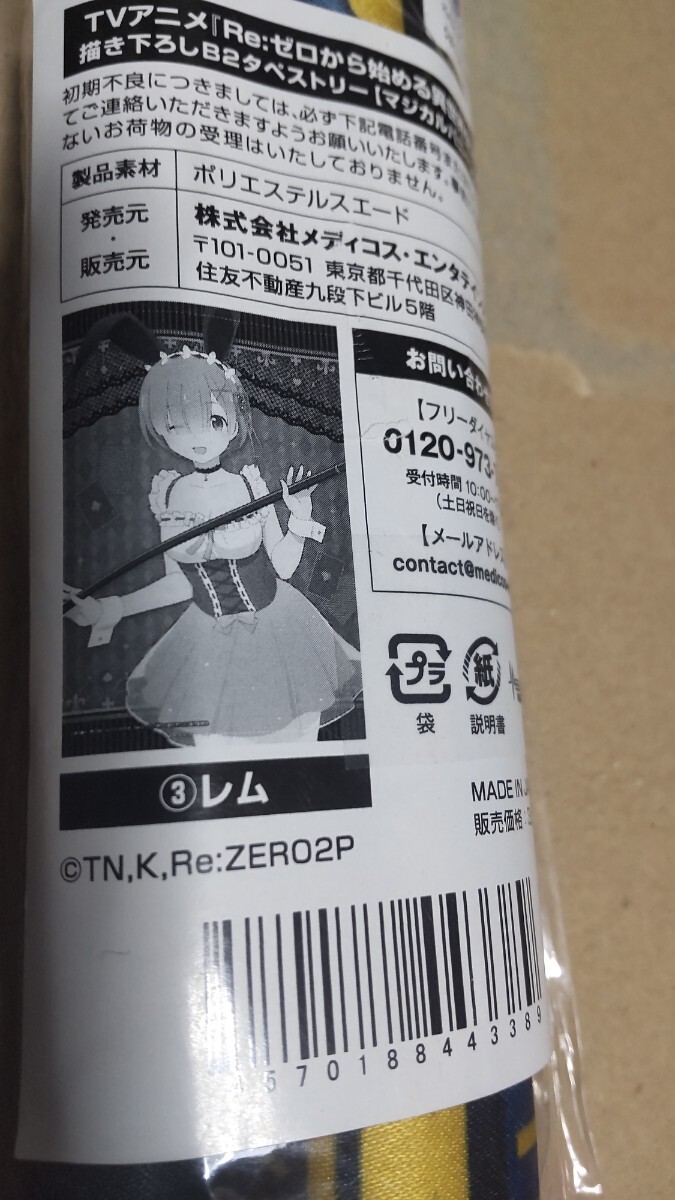 TVアニメ『Re:ゼロから始める異
描き下ろしB2タペストリー【マジカル
初期不良につきましては、必ず下記電話番号ま
てご連絡いただきますようお願いいたします。
ないお荷物の受理はいたしておりません。
製品素材 ポリエステルスエード
発売元・販売元 株式会社メディコス・エンタテイン
〒101-0051 東京都千代田区神田
住友不動産九段下ビル5階
お問い合わ
【フリーダイヤ
0120-973-
受付時間 10:00~
(土日祝日を除
【メールアドレ
contact@medicos
プラ
袋
紙
説明書
③レム
MADE IN
販売価格:
©TN,K,Re:ZERO2P
570188443389